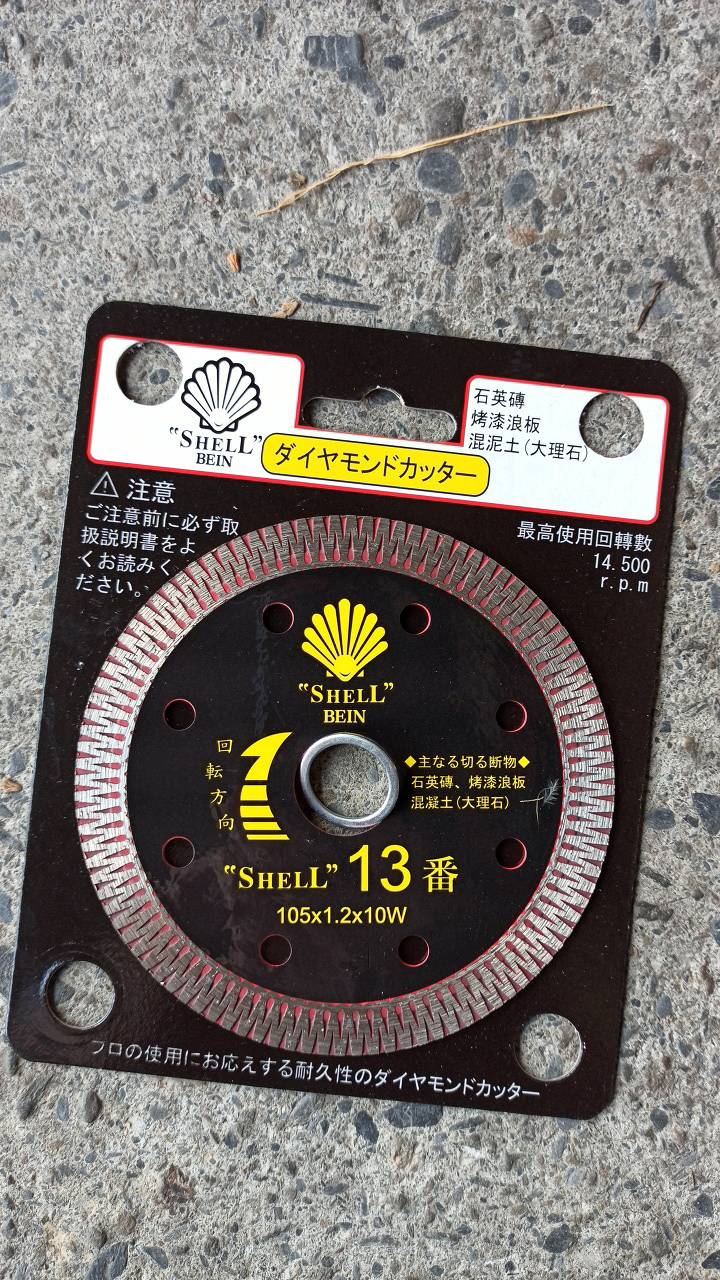 "SHELL"
BEIN
ダイヤモンドカッター
石英磚
烤漆浪板
混泥土(大理石)
注意
ご注意前に必ず取
扱説明書をよ
くお読みく
ださい。
最高使用回轉數
14.500
r.p.m
"SHELL"
BEIN
回転方向
◆主なる切る断物◆
石英磚、烤漆浪板
混凝土(大理石)
"SHELL" 13番
105x1.2x10W
プロの使用にお応えする耐久性のダイヤモンドカッター